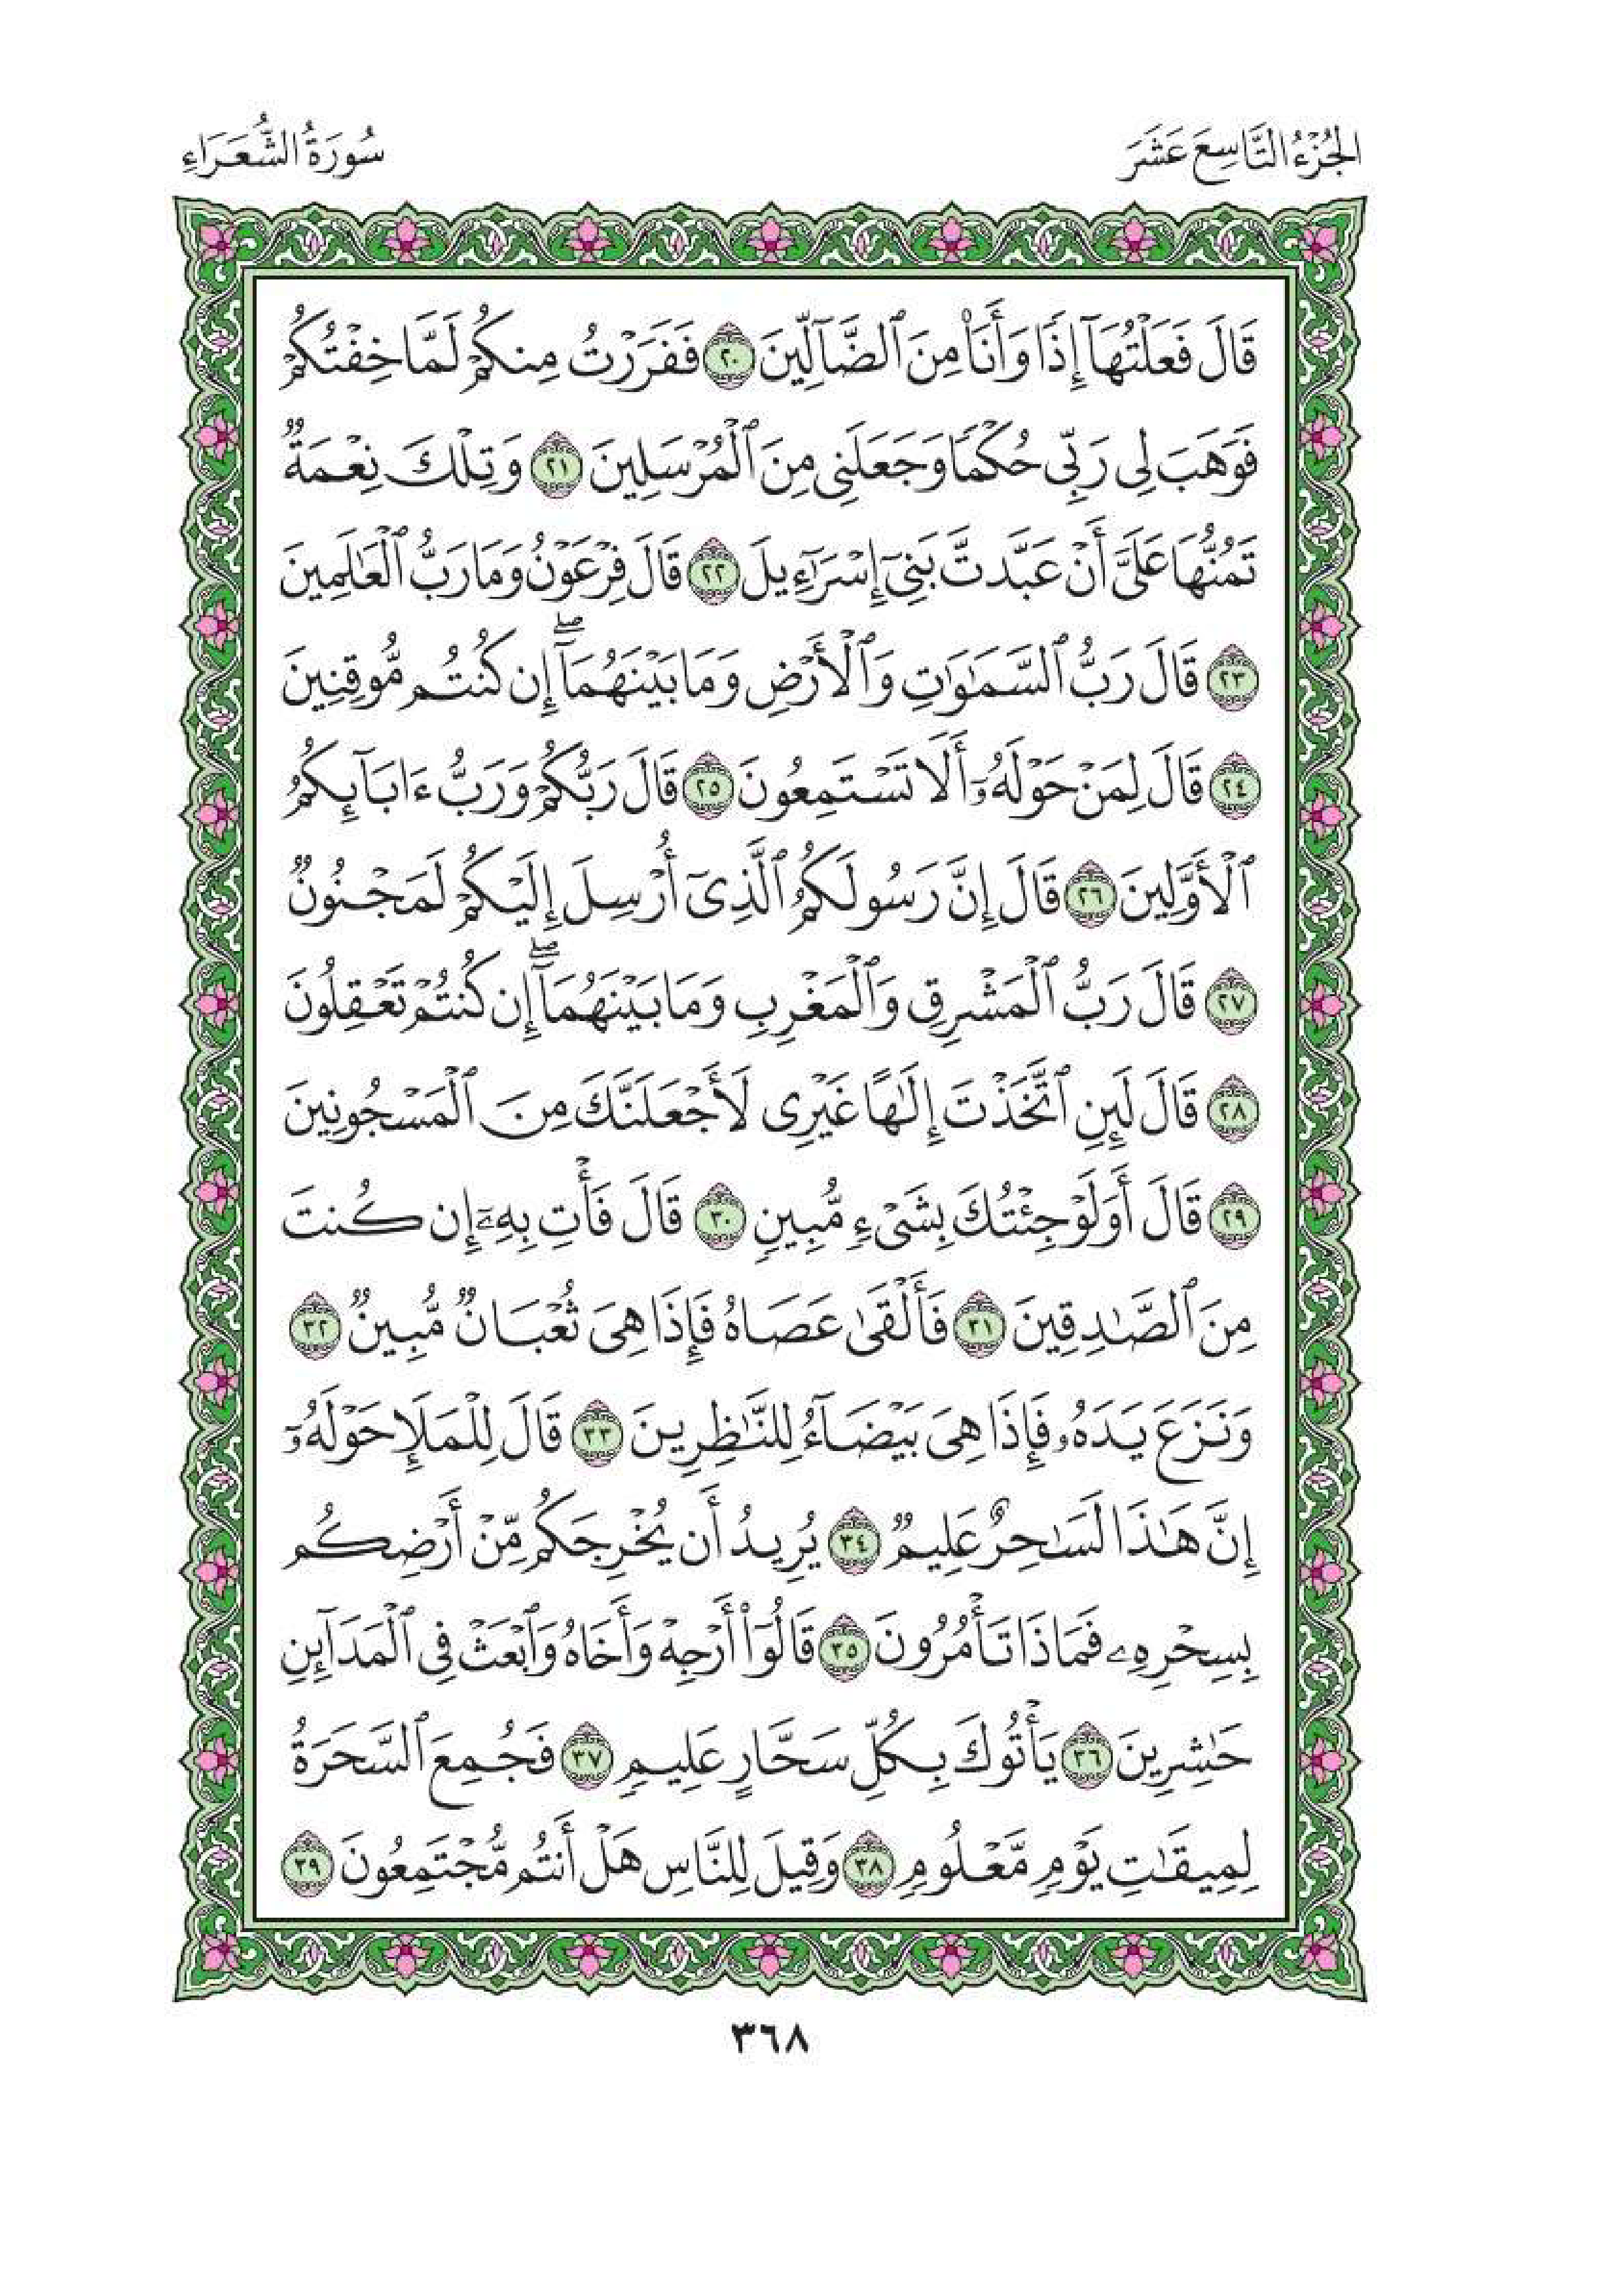 الجُزْءُ التَّاسِعَ عَشَرَ
سُورَةُ الشُّعَرَاءِ
قَالَ فَعَلْتُهَآ إِذًا وَأَنَا۠ مِنَ ٱلضَّآلِّينَ ٢٠ فَفَرَرْتُ مِنكُمْ لَمَّا خِفْتُكُمْ
فَوَهَبَ لِى رَبِّى حُكْمًا وَجَعَلَنِى مِنَ ٱلْمُرْسَلِينَ ٢١ وَتِلْكَ نِعْمَةٌ
تَمُنُّهَا عَلَىَّ أَنْ عَبَّدتَّ بَنِىٓ إِسْرَٰٓءِيلَ ٢٢ قَالَ فِرْعَوْنُ وَمَا رَبُّ ٱلْعَٰلَمِينَ
٢٣ قَالَ رَبُّ ٱلسَّمَٰوَٰتِ وَٱلْأَرْضِ وَمَا بَيْنَهُمَآ ۖ إِن كُنتُم مُّوقِنِينَ
٢٤ قَالَ لِمَنْ حَوْلَهُۥٓ أَلَا تَسْتَمِعُونَ ٢٥ قَالَ رَبُّكُمْ وَرَبُّ ءَابَآئِكُمُ
ٱلْأَوَّلِينَ ٢٦ قَالَ إِنَّ رَسُولَكُمُ ٱلَّذِىٓ أُرْسِلَ إِلَيْكُمْ لَمَجْنُونٌ
٢٧ قَالَ رَبُّ ٱلْمَشْرِقِ وَٱلْمَغْرِبِ وَمَا بَيْنَهُمَآ ۖ إِن كُنتُمْ تَعْقِلُونَ
٢٨ قَالَ لَئِنِ ٱتَّخَذْتَ إِلَٰهًا غَيْرِى لَأَجْعَلَنَّكَ مِنَ ٱلْمَسْجُونِينَ
٢٩ قَالَ أَوَلَوْ جِئْتُكَ بِشَىْءٍ مُّبِينٍ ٣٠ قَالَ فَأْتِ بِهِۦٓ إِن كُنتَ
مِنَ ٱلصَّٰدِقِينَ ٣١ فَأَلْقَىٰ عَصَاهُ فَإِذَا هِىَ ثُعْبَانٌ مُّبِينٌ ٣٢
وَنَزَعَ يَدَهُۥ فَإِذَا هِىَ بَيْضَآءُ لِلنَّٰظِرِينَ ٣٣ قَالَ لِلْمَلَإِ حَوْلَهُۥٓ
إِنَّ هَٰذَا لَسَٰحِرٌ عَلِيمٌ ٣٤ يُرِيدُ أَن يُخْرِجَكُم مِّنْ أَرْضِكُم
بِسِحْرِهِۦ فَمَاذَا تَأْمُرُونَ ٣٥ قَالُوٓا۟ أَرْجِهْ وَأَخَاهُ وَٱبْعَثْ فِى ٱلْمَدَآئِنِ
حَٰشِرِينَ ٣٦ يَأْتُوكَ بِكُلِّ سَحَّارٍ عَلِيمٍ ٣٧ فَجُمِعَ ٱلسَّحَرَةُ
لِمِيقَٰتِ يَوْمٍ مَّعْلُومٍ ٣٨ وَقِيلَ لِلنَّاسِ هَلْ أَنتُم مُّجْتَمِعُونَ ٣٩
٣٦٨